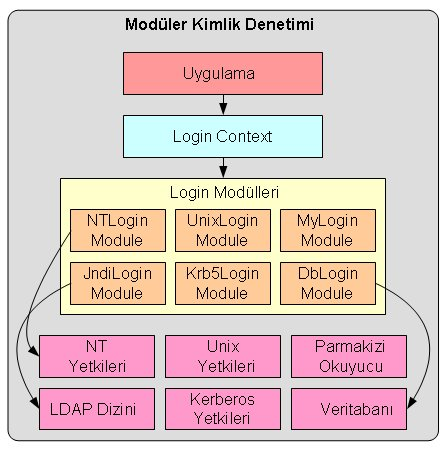 Modüler Kimlik Denetimi
Uygulama
Login Context
Login Modülleri
NTLogin
Module
UnixLogin
Module
MyLogin
Module
JndiLogin
Module
Krb5Login
Module
DbLogin
Module
NT
Yetkileri
Unix
Yetkileri
Parmakizi
Okuyucu
LDAP Dizini
Kerberos
Yetkileri
Veritabanı